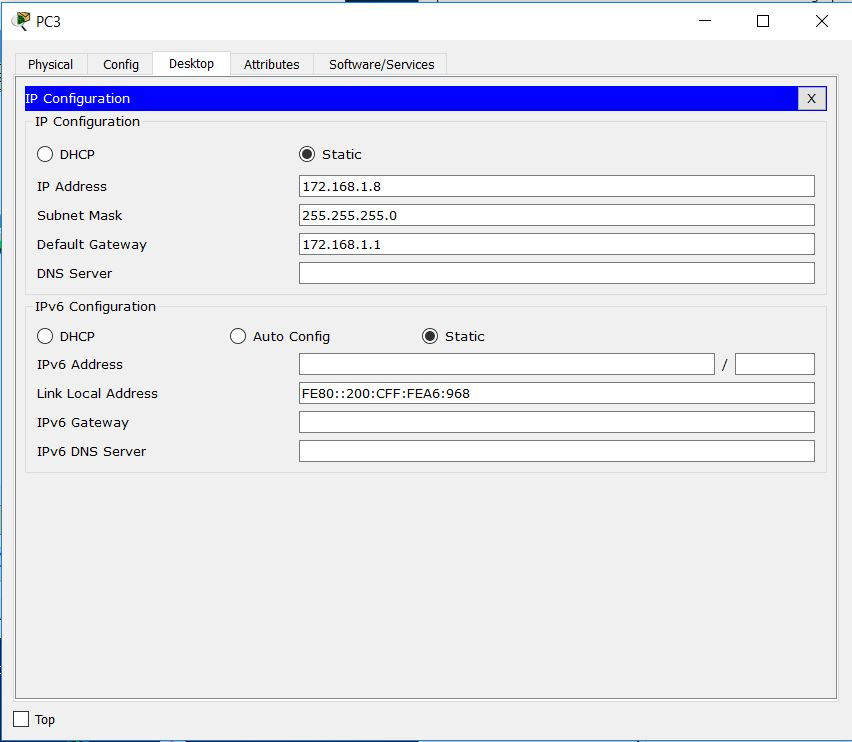 PC3
Physical Config Desktop Attributes Software/Services
IP Configuration X
IP Configuration
DHCP Static
IP Address 172.168.1.8
Subnet Mask 255.255.255.0
Default Gateway 172.168.1.1
DNS Server
IPv6 Configuration
DHCP Auto Config Static
IPv6 Address /
Link Local Address FE80::200:CFF:FEA6:968
IPv6 Gateway
IPv6 DNS Server
Top